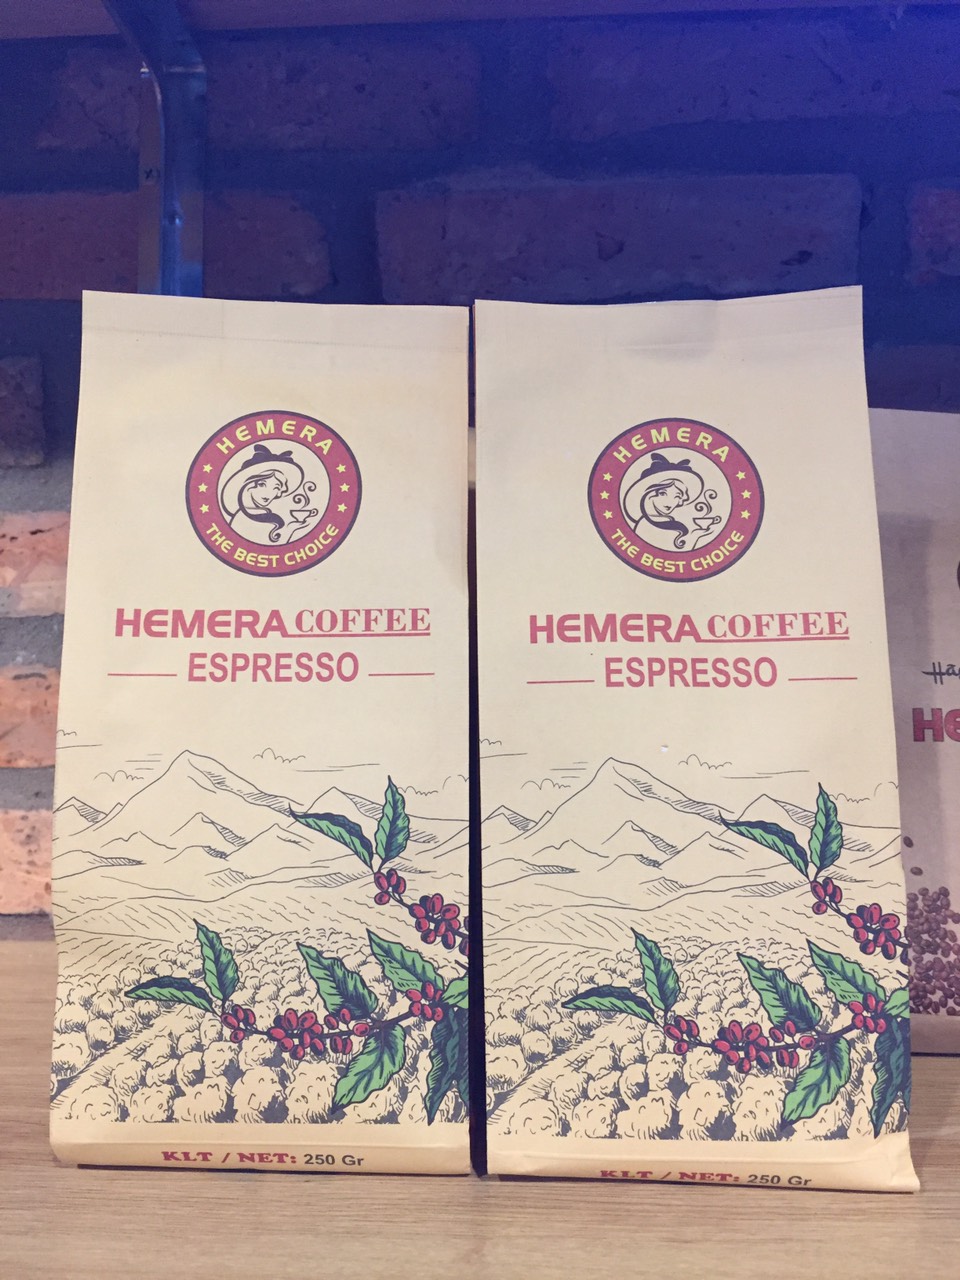 HEMERA
THE BEST CHOICE
HEMERA COFFEE
ESPRESSO
KLT / NET: 250 Gr
HEMERA
THE BEST CHOICE
HEMERA COFFEE
ESPRESSO
KLT / NET: 250 Gr